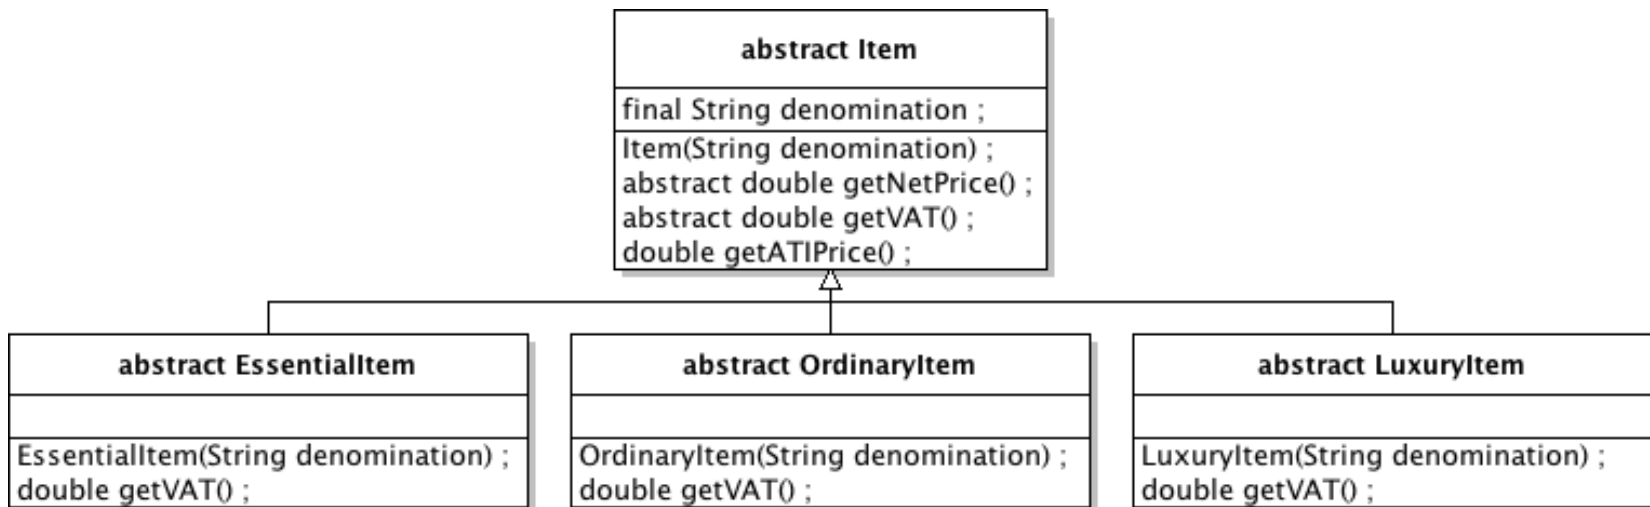 abstract Item
final String denomination ;
Item(String denomination) ;
abstract double getNetPrice() ;
abstract double getVAT() ;
double getATIPrice() ;
abstract EssentialItem
EssentialItem(String denomination) ;
double getVAT() ;
abstract OrdinaryItem
OrdinaryItem(String denomination) ;
double getVAT() ;
abstract LuxuryItem
LuxuryItem(String denomination) ;
double getVAT() ;